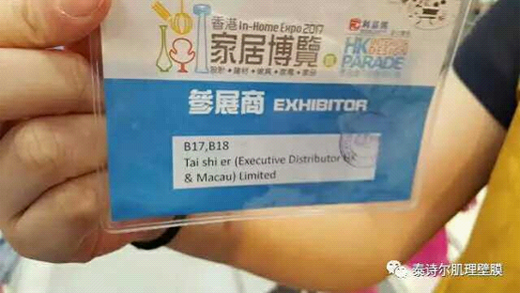 香港 In-Home Expo 2017
家居博覽
HK
PARADE
參展商 EXHIBITOR
B17,B18
Tai shi er (Executive Distributor HK
& Macau) Limited
泰诗尔肌理壁膜